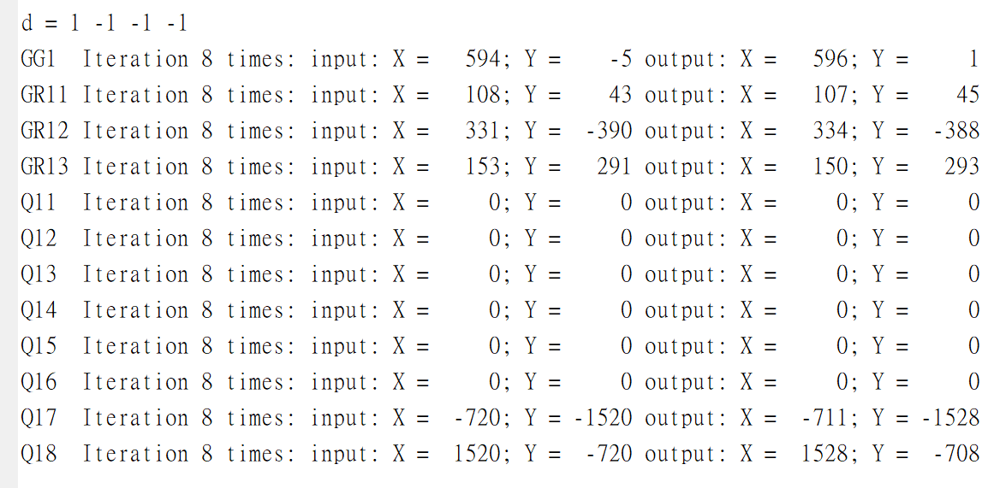 d = 1 -1 -1 -1
GG1  Iteration 8 times: input: X =   594; Y =    -5 output: X =   596; Y =     1
GR11 Iteration 8 times: input: X =   108; Y =    43 output: X =   107; Y =    45
GR12 Iteration 8 times: input: X =   331; Y =  -390 output: X =   334; Y =  -388
GR13 Iteration 8 times: input: X =   153; Y =   291 output: X =   150; Y =   293
Q11  Iteration 8 times: input: X =     0; Y =     0 output: X =     0; Y =     0
Q12  Iteration 8 times: input: X =     0; Y =     0 output: X =     0; Y =     0
Q13  Iteration 8 times: input: X =     0; Y =     0 output: X =     0; Y =     0
Q14  Iteration 8 times: input: X =     0; Y =     0 output: X =     0; Y =     0
Q15  Iteration 8 times: input: X =     0; Y =     0 output: X =     0; Y =     0
Q16  Iteration 8 times: input: X =     0; Y =     0 output: X =     0; Y =     0
Q17  Iteration 8 times: input: X =  -720; Y = -1520 output: X =  -711; Y = -1528
Q18  Iteration 8 times: input: X =  1520; Y =  -720 output: X =  1528; Y =  -708